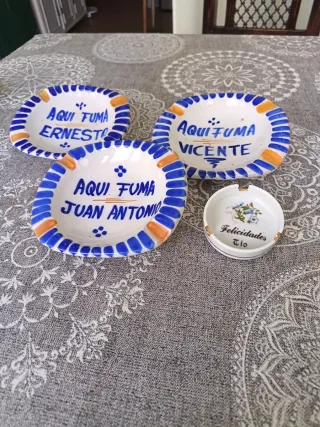 AQUI FUMA
ERNESTO
AQUI FUMA
VICENTE
AQUI FUMA
JUAN ANTONIO
Felicidades
Tio